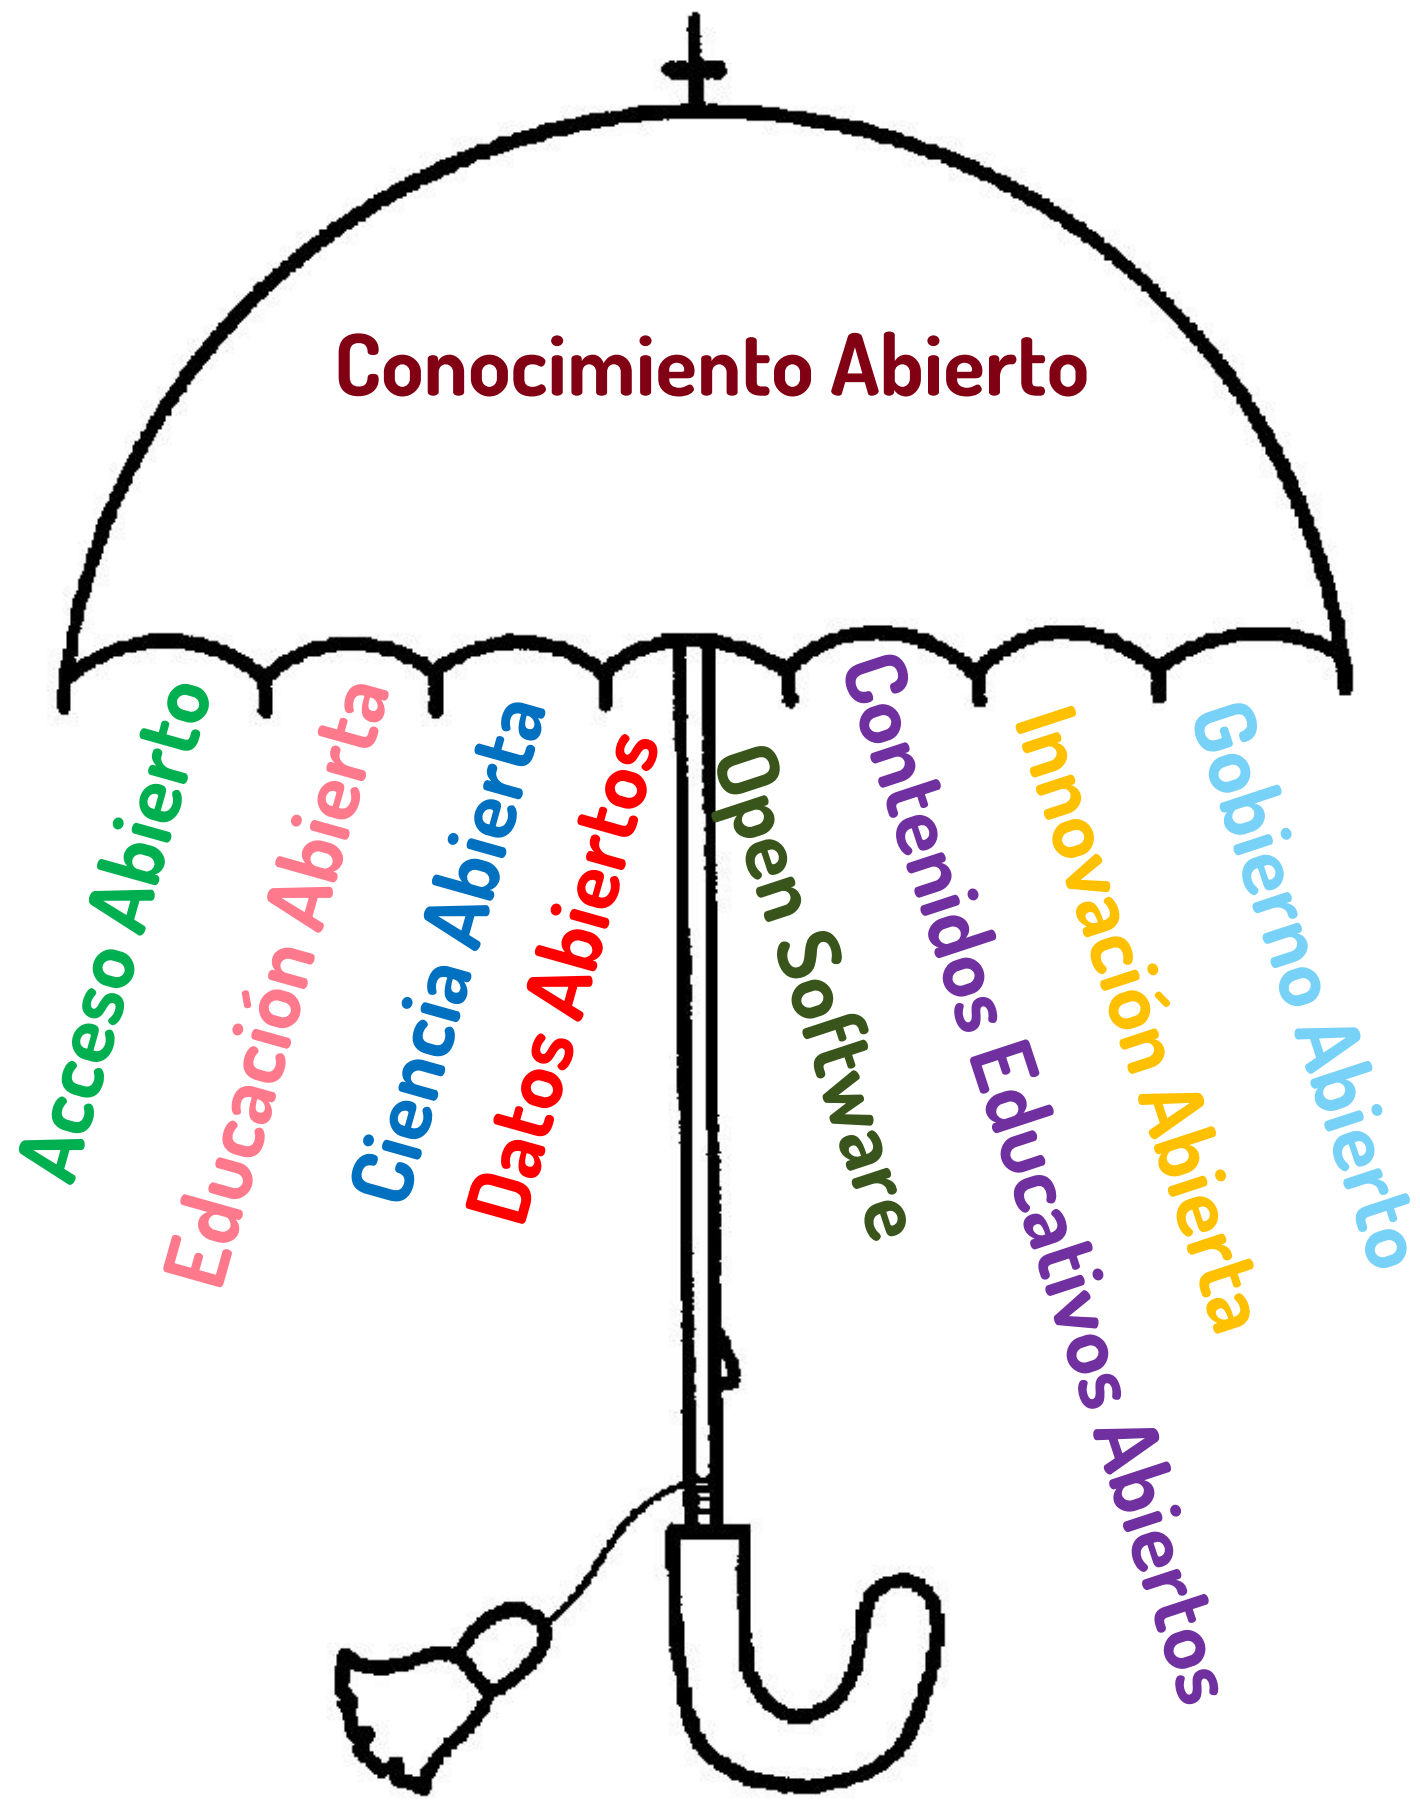 Conocimiento Abierto
Acceso Abierto
Educación Abierta
Ciencia Abierta
Datos Abiertos
Open Software
Contenidos Educativos Abiertos
Innovación Abierta
Gobierno Abierto